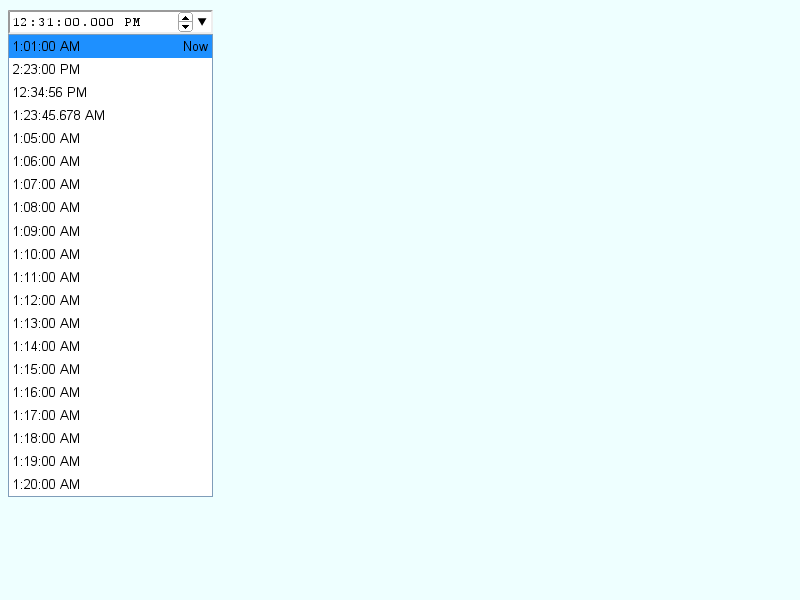 12:31:00.000 PM
1:01:00 AM Now
2:23:00 PM
12:34:56 PM
1:23:45.678 AM
1:05:00 AM
1:06:00 AM
1:07:00 AM
1:08:00 AM
1:09:00 AM
1:10:00 AM
1:11:00 AM
1:12:00 AM
1:13:00 AM
1:14:00 AM
1:15:00 AM
1:16:00 AM
1:17:00 AM
1:18:00 AM
1:19:00 AM
1:20:00 AM